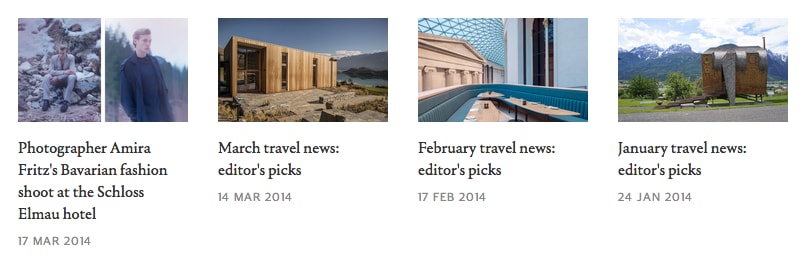 Photographer Amira
Fritz's Bavarian fashion
shoot at the Schloss
Elmau hotel
17 MAR 2014
March travel news:
editor's picks
14 MAR 2014
February travel news:
editor's picks
17 FEB 2014
January travel news:
editor's picks
24 JAN 2014